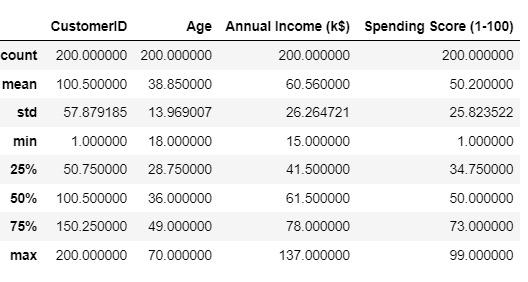 CustomerID Age Annual Income (k$) Spending Score (1-100)
count 200.000000 200.000000 200.000000 200.000000
mean 100.500000 38.850000 60.560000 50.200000
std 57.879185 13.969007 26.264721 25.823522
min 1.000000 18.000000 15.000000 1.000000
25% 50.750000 28.750000 41.500000 34.750000
50% 100.500000 36.000000 61.500000 50.000000
75% 150.250000 49.000000 78.000000 73.000000
max 200.000000 70.000000 137.000000 99.000000